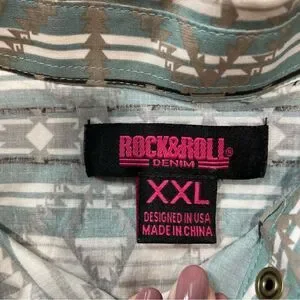 ROCK&ROLL®
DENIM
XXL
DESIGNED IN USA
MADE IN CHINA